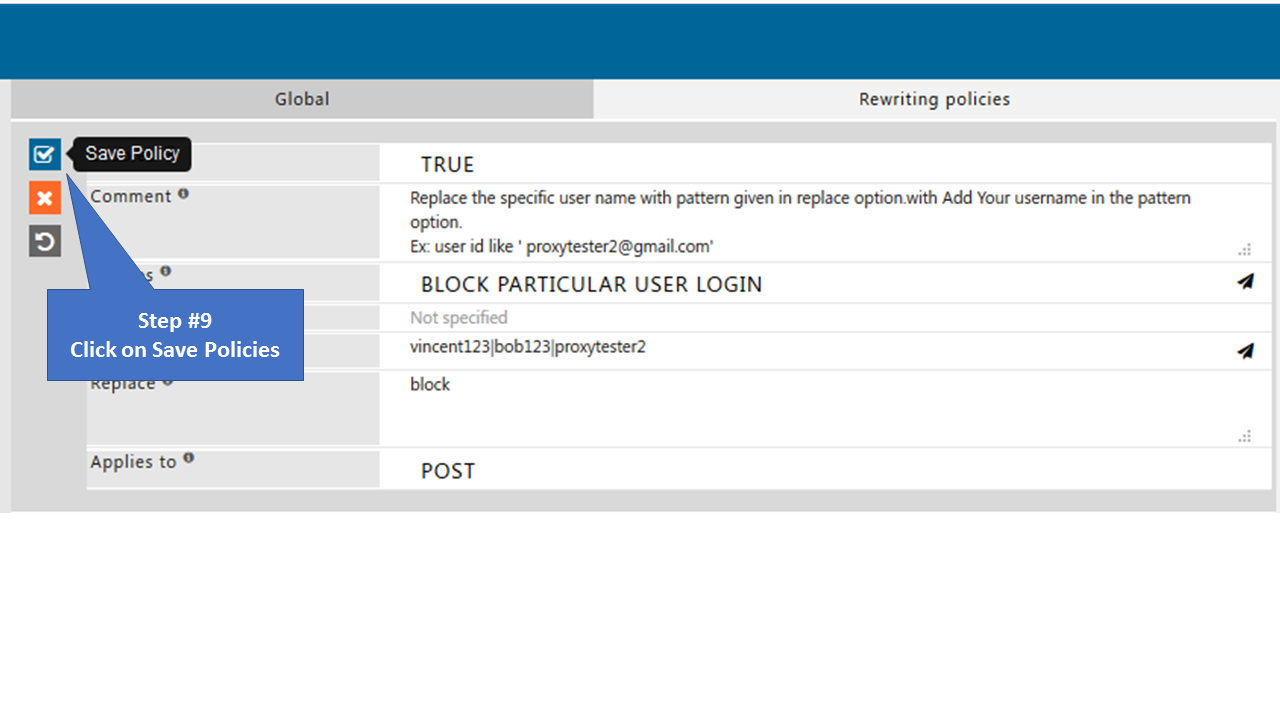 Global
Rewriting policies
Save Policy
TRUE
Comment
Replace the specific user name with pattern given in replace option.with Add Your username in the pattern
option.
Ex: user id like ' proxytester2@gmail.com'
BLOCK PARTICULAR USER LOGIN
Step #9
Click on Save Policies
Not specified
vincent123|bob123|proxytester2
Replace
block
Applies to
POST